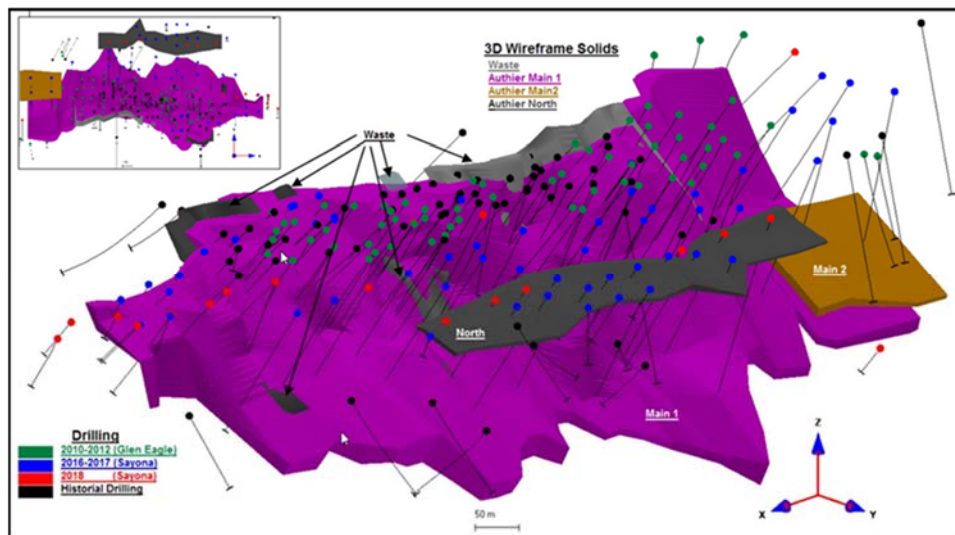 3D Wireframe Solids
Waste
Authier Main 1
Authier Main2
Authier North
Waste
Main 2
North
Main 1
Drilling
2010-2012 (Glen Eagle)
2016-2017 (Sayona)
2018 (Sayona)
Historial Drilling
50 m
Z
X
Y